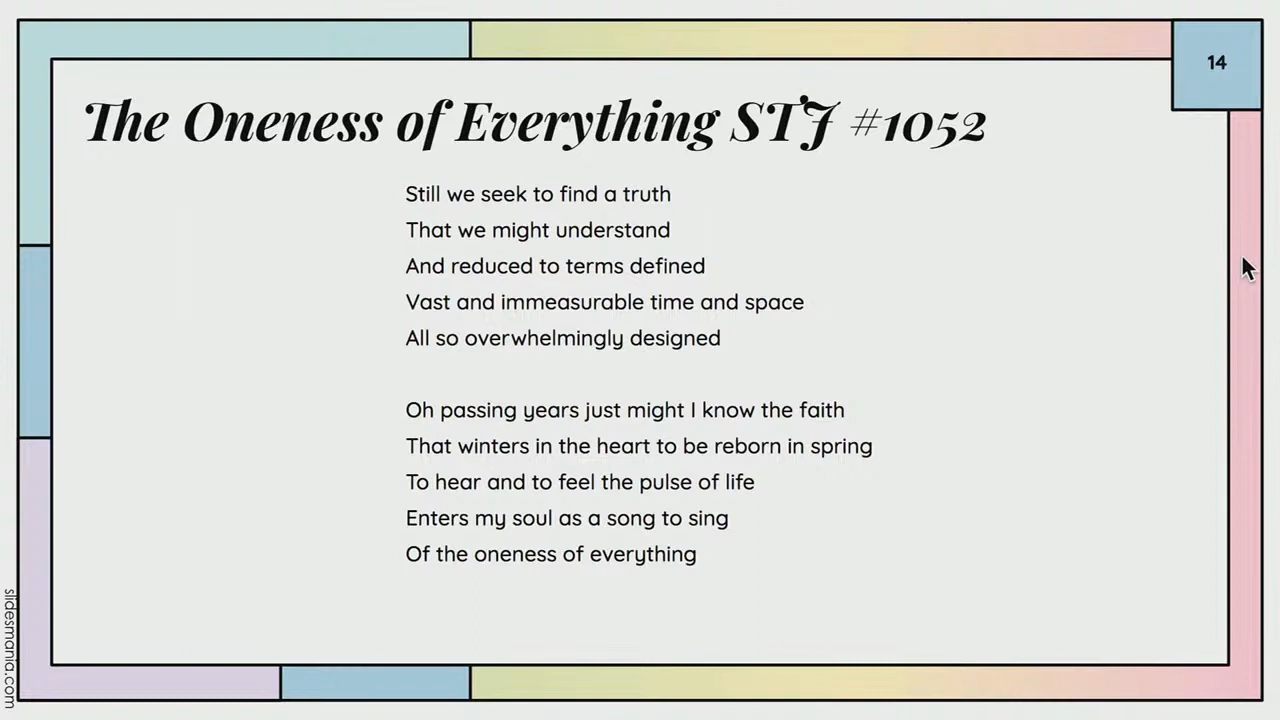 14
The Oneness of Everything STJ #1052
Still we seek to find a truth
That we might understand
And reduced to terms defined
Vast and immeasurable time and space
All so overwhelmingly designed
Oh passing years just might I know the faith
That winters in the heart to be reborn in spring
To hear and to feel the pulse of life
Enters my soul as a song to sing
Of the oneness of everything
slidesmania.com